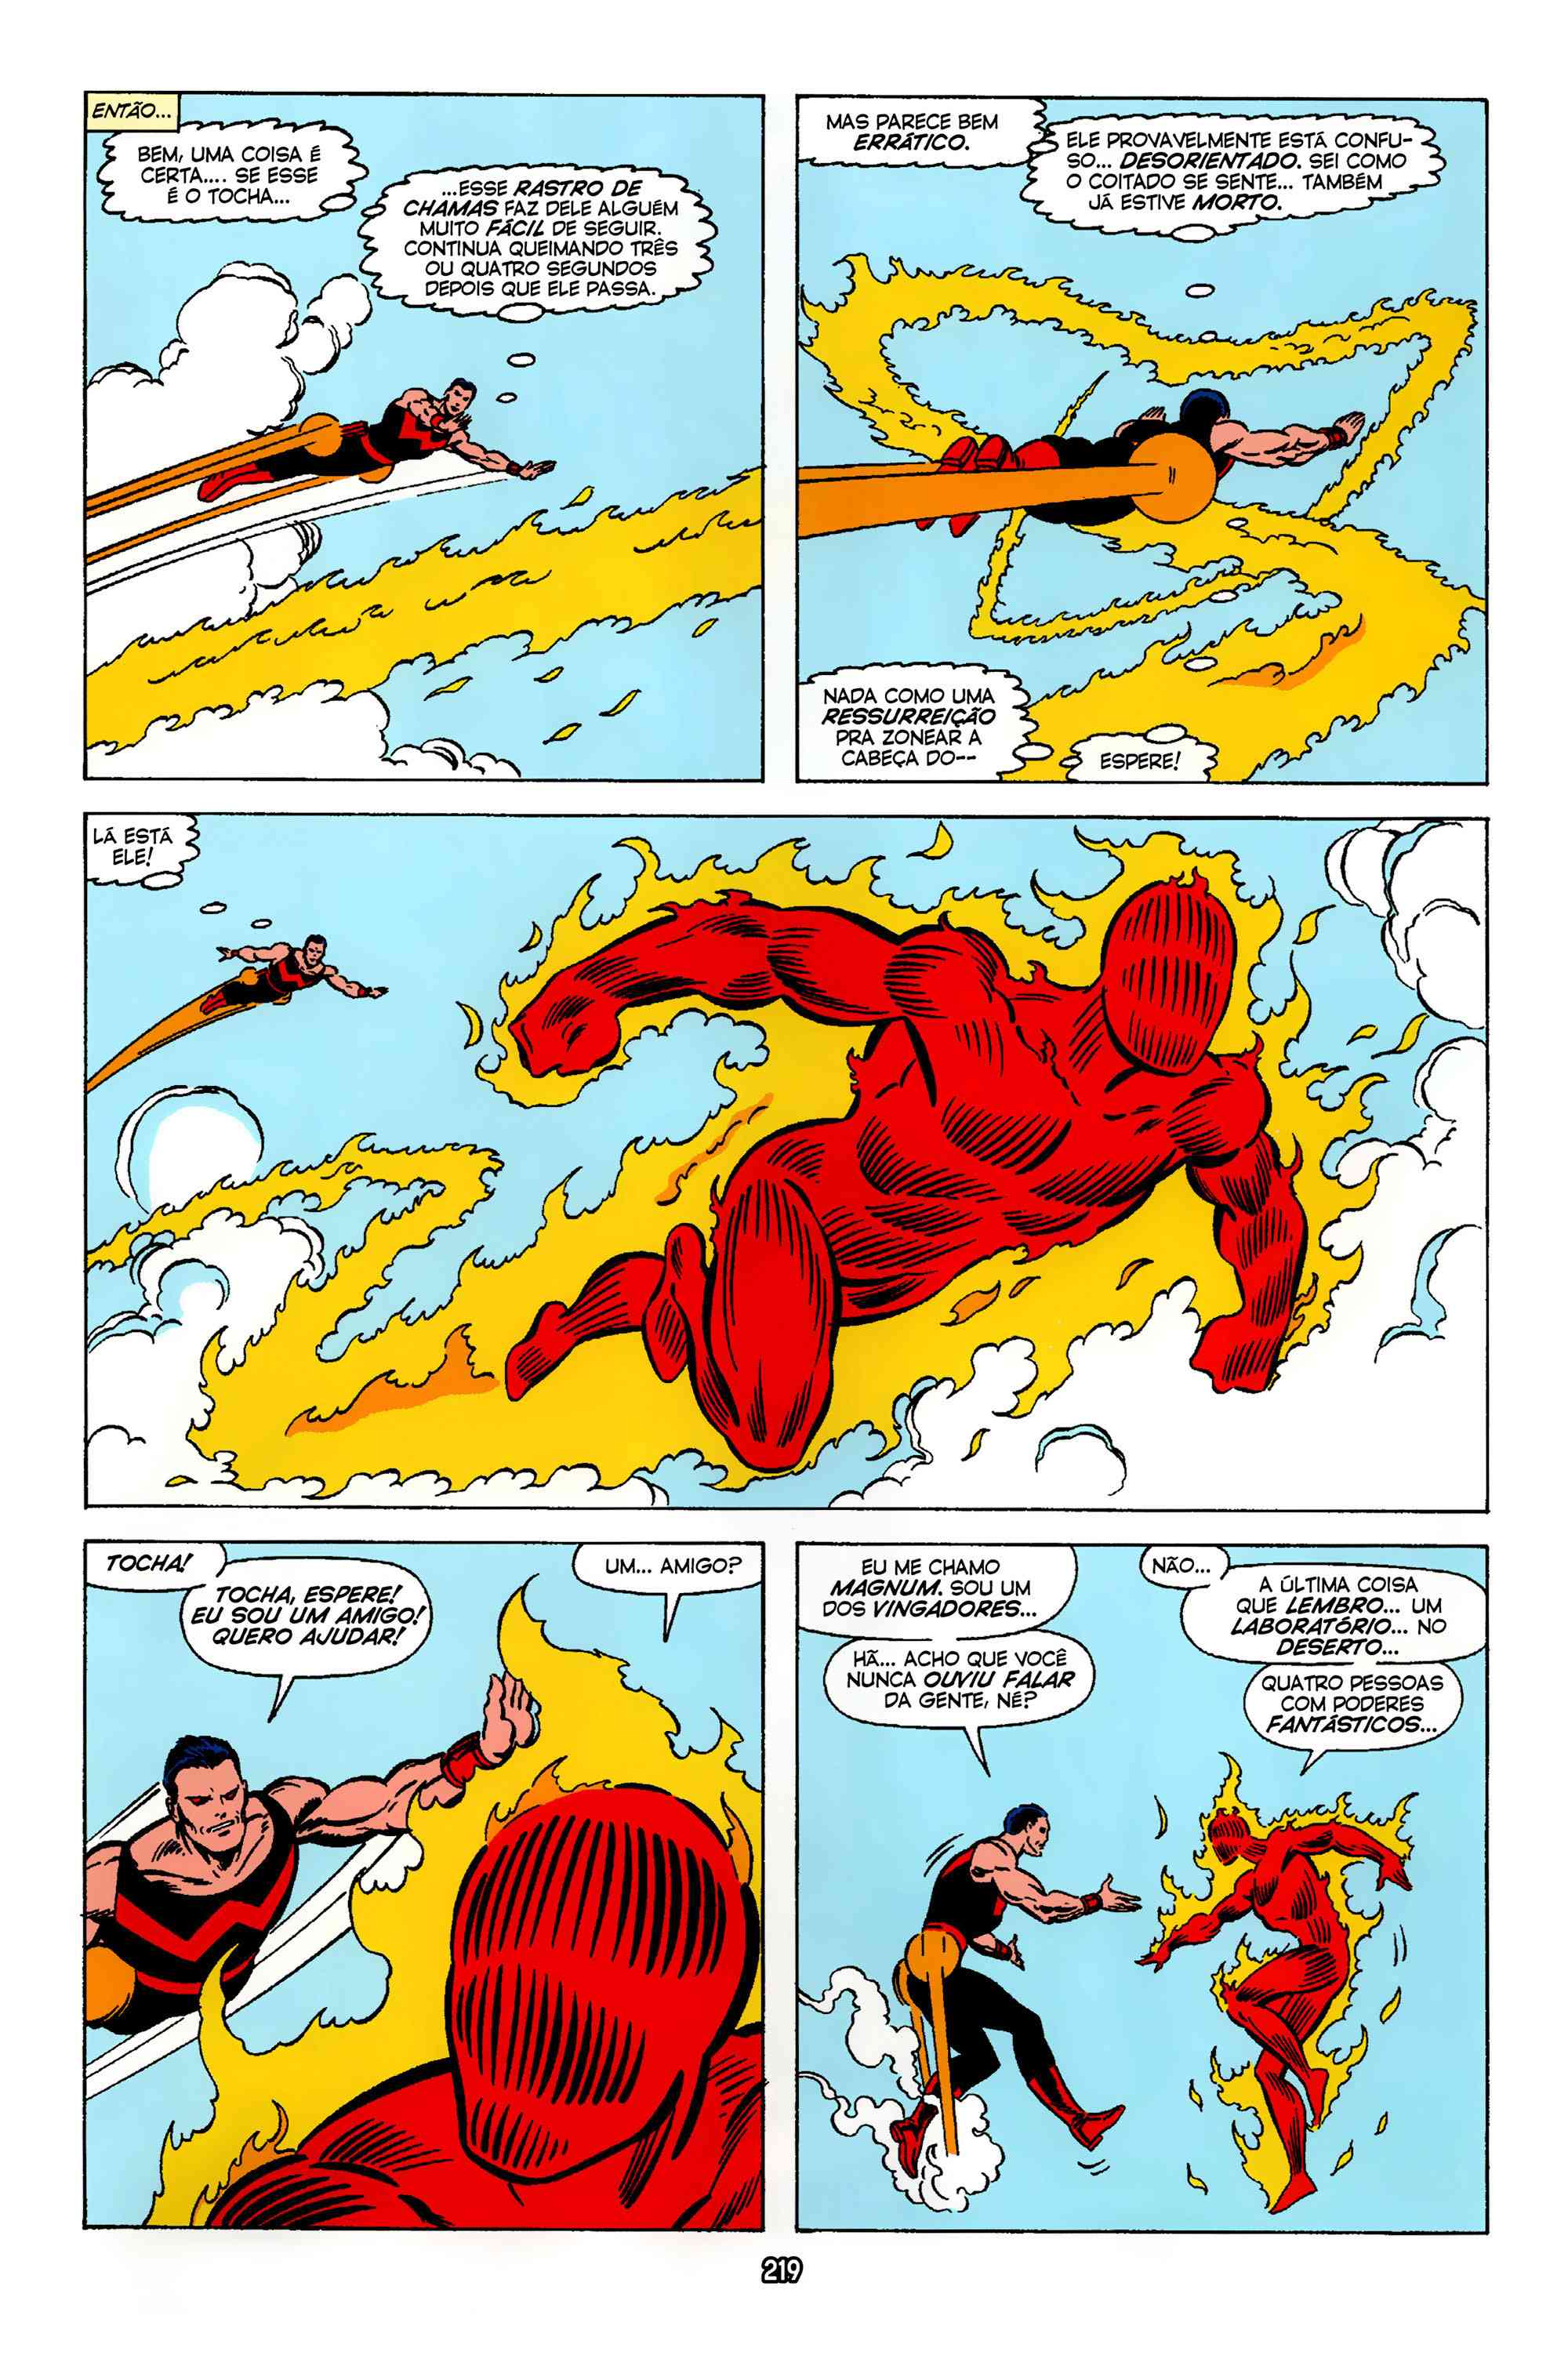 ENTÃO...
BEM, UMA COISA É
CERTA.... SE ESSE
É O TOCHA...
...ESSE RASTRO DE
CHAMAS FAZ DELE ALGUÉM
MUITO FÁCIL DE SEGUIR.
CONTINUA QUEIMANDO TRÊS
OU QUATRO SEGUNDOS
DEPOIS QUE ELE PASSA.
MAS PARECE BEM
ERRÁTICO.
ELE PROVAVELMENTE ESTÁ CONFU-
SO... DESORIENTADO. SEI COMO
O COITADO SE SENTE... TAMBÉM
JÁ ESTIVE MORTO.
NADA COMO UMA
RESSURREIÇÃO
PRA ZONEAR A
CABEÇA DO--
ESPERE!
LÁ ESTÁ
ELE!
TOCHA!
TOCHA, ESPERE!
EU SOU UM AMIGO!
QUERO AJUDAR!
UM... AMIGO?
EU ME CHAMO
MAGNUM. SOU UM
DOS VINGADORES...
HÃ... ACHO QUE VOCÊ
NUNCA OUVIU FALAR
DA GENTE, NÉ?
NÃO...
A ÚLTIMA COISA
QUE LEMBRO... UM
LABORATÓRIO... NO
DESERTO...
QUATRO PESSOAS
COM PODERES
FANTÁSTICOS...
219